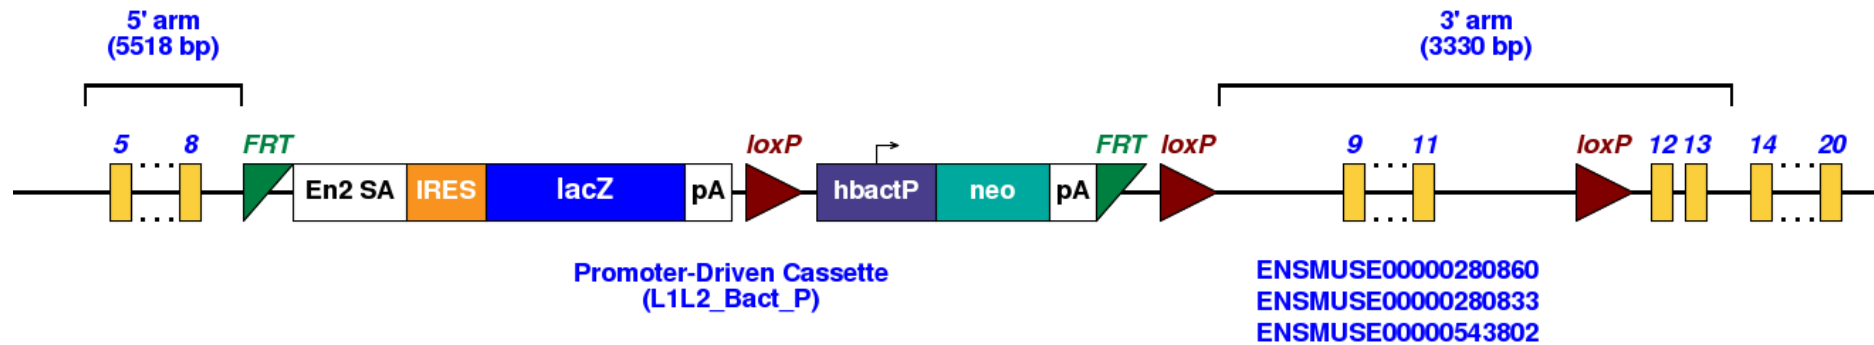 5' arm
(5518 bp)
3' arm
(3330 bp)
5 ... 8 FRT loxP FRT loxP 9 ... 11 loxP 12 13 14 ... 20
En2 SA IRES lacZ pA hbactP neo pA
Promoter-Driven Cassette
(L1L2_Bact_P)
ENSMUSE00000280860
ENSMUSE00000280833
ENSMUSE00000543802